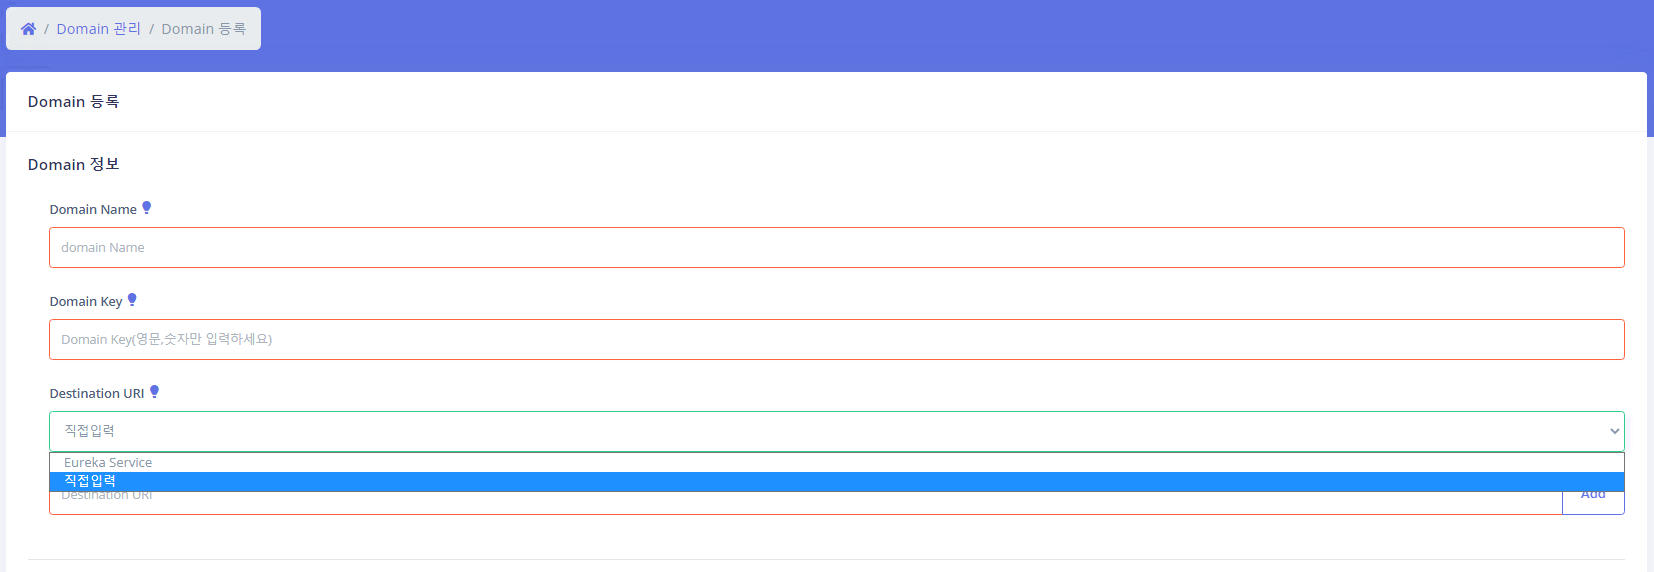 / Domain 관리 / Domain 등록
Domain 등록
Domain 정보
Domain Name
domain Name
Domain Key
Domain Key(영문,숫자만 입력하세요)
Destination URI
직접입력
Eureka Service
직접입력
Destination URI
Add